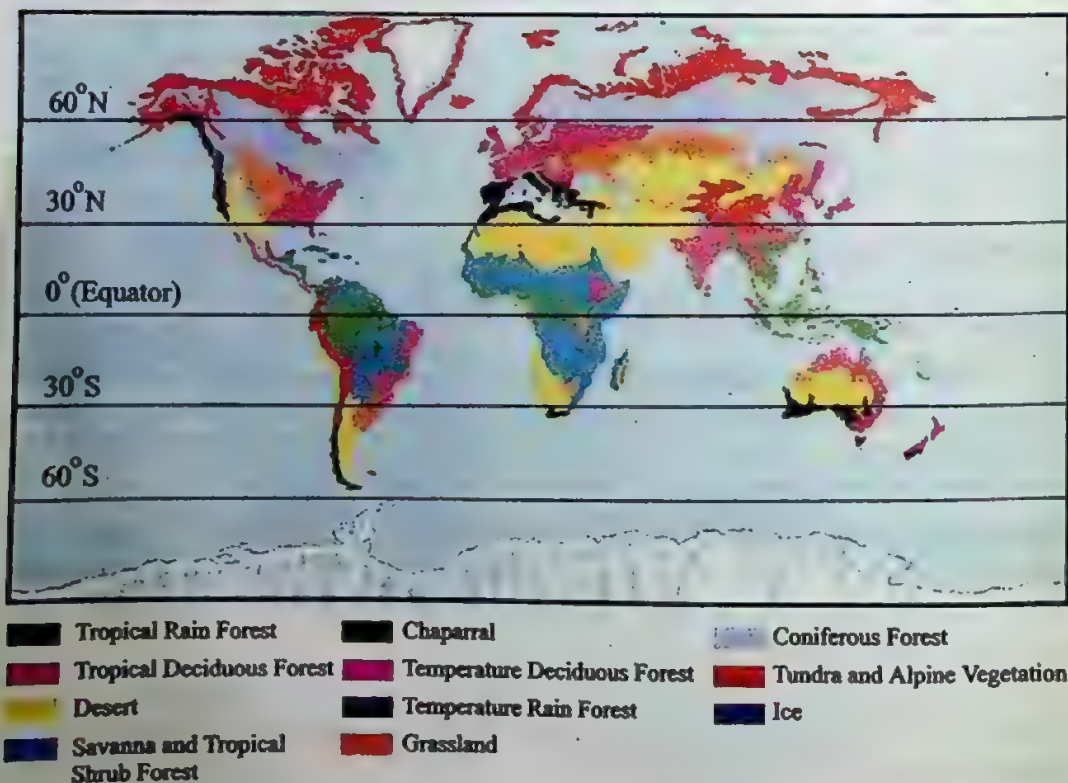 60°N
30°N
0°(Equator)
30°S
60°S
Tropical Rain Forest
Tropical Deciduous Forest
Desert
Savanna and Tropical
Shrub Forest
Chaparral
Temperature Deciduous Forest
Temperature Rain Forest
Grassland
Coniferous Forest
Tundra and Alpine Vegetation
Ice